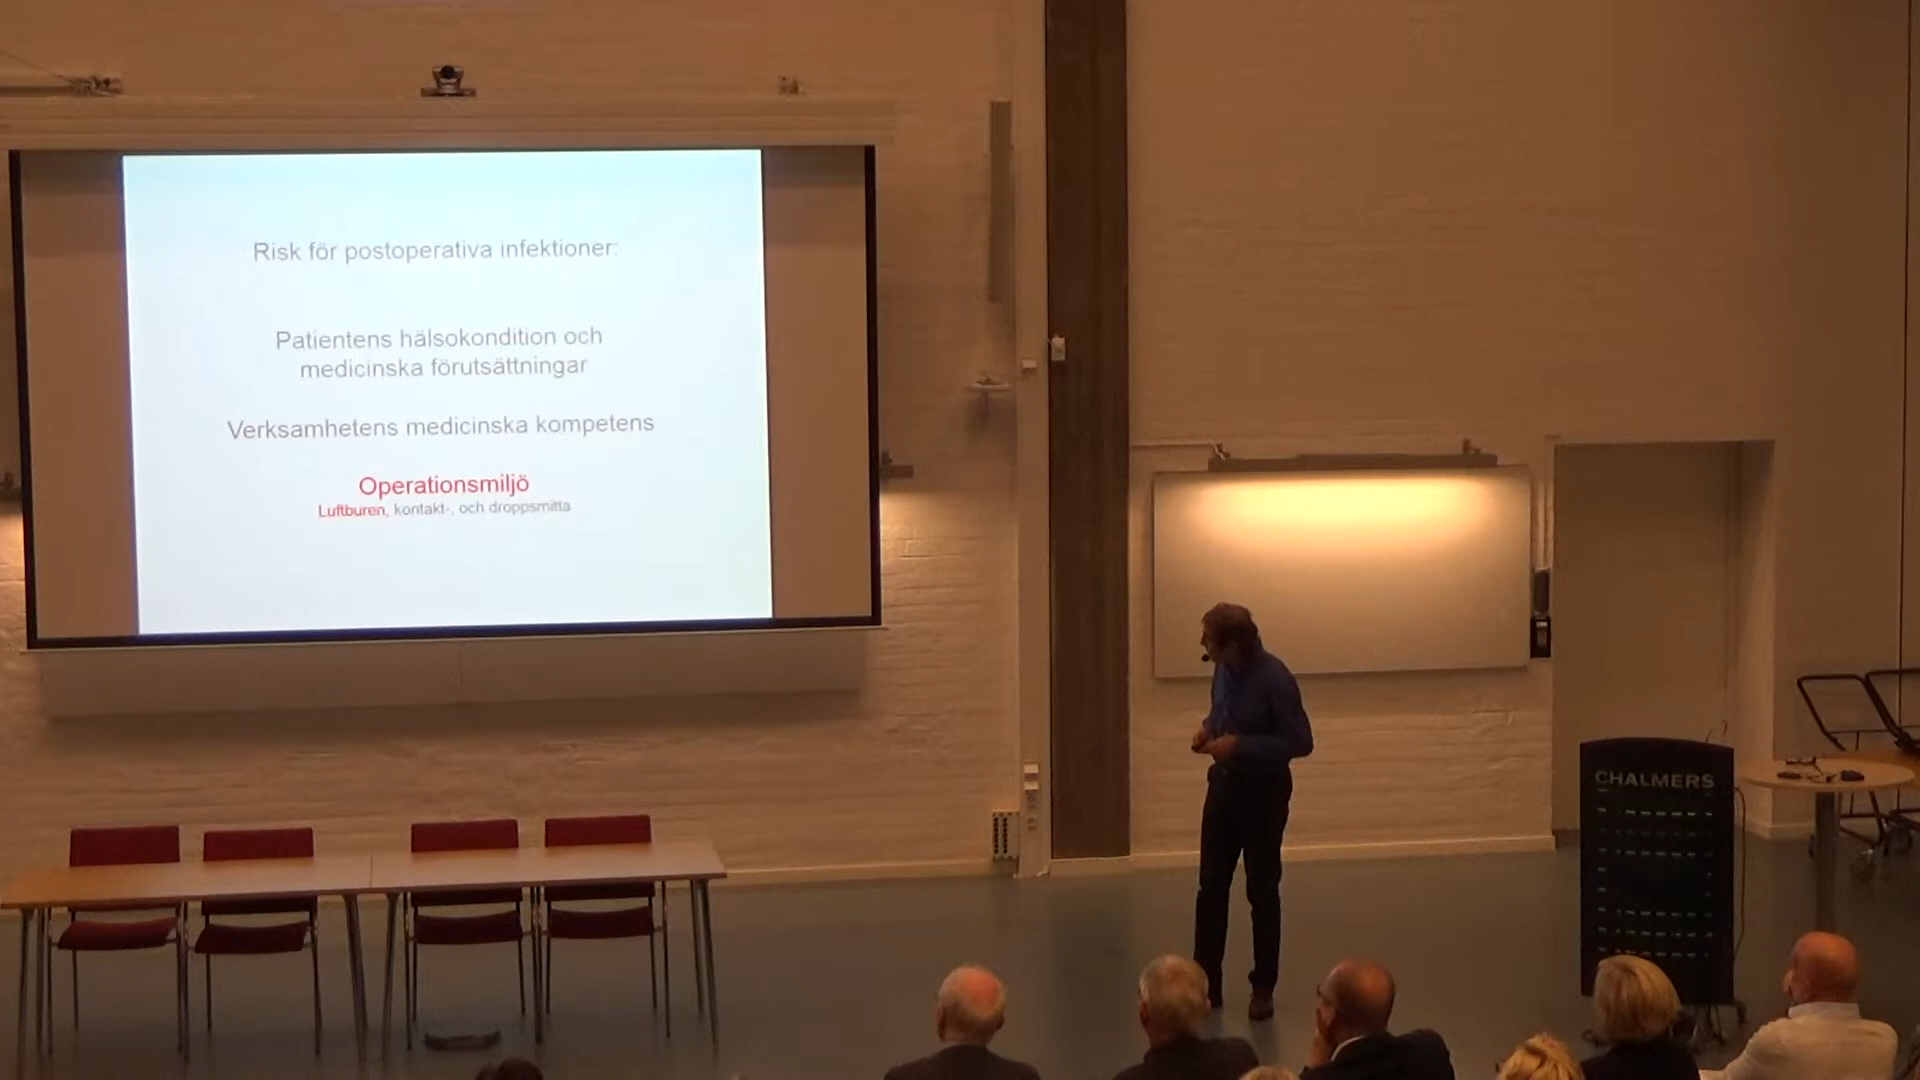 Risk för postoperativa infektioner:
Patientens hälsokondition och
medicinska förutsättningar
Verksamhetens medicinska kompetens
Operationsmiljö
Luftburen, kontakt-, och droppsmitta
CHALMERS